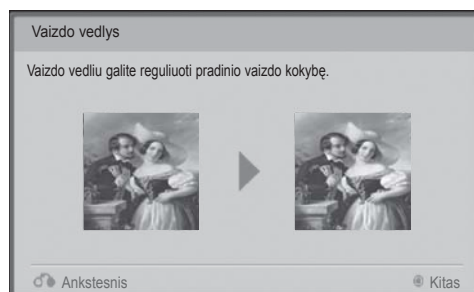 Vaizdo vedlys
Vaizdo vedliu galite reguliuoti pradinio vaizdo kokybę.
Ankstesnis
Kitas